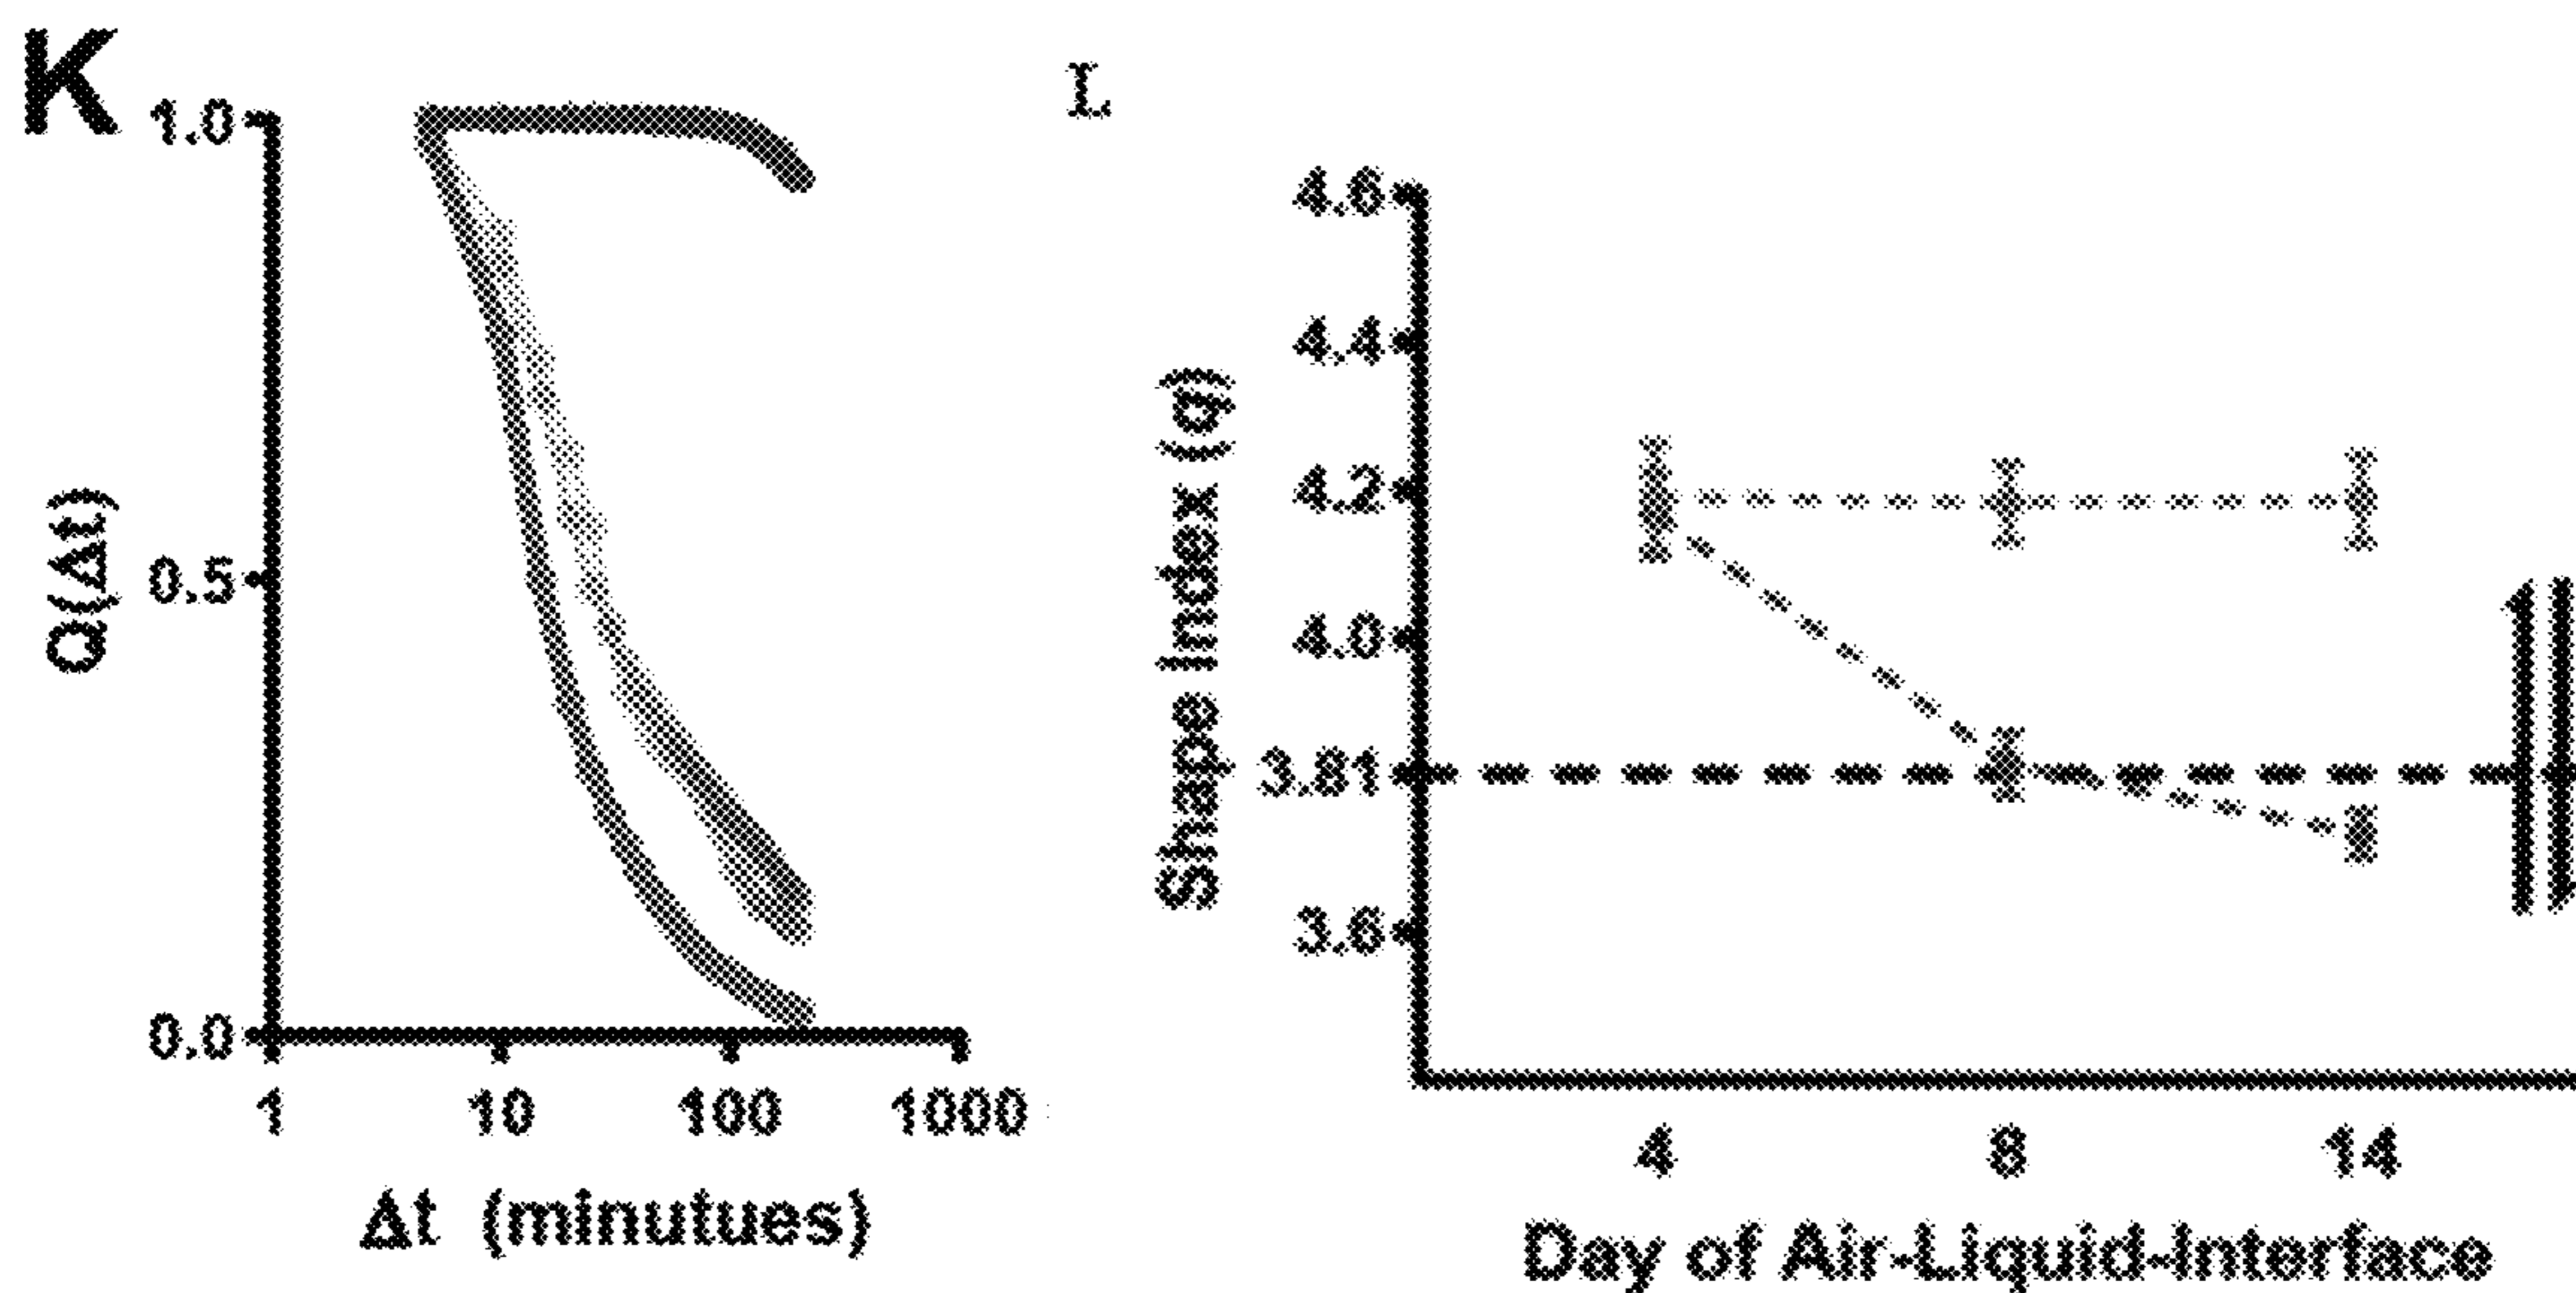 K
1.0
0.5
0.0
Q(Δt)
1 10 100 1000
Δt (minutues)
L
4.6
4.4
4.2
4.0
3.81
3.6
Shape Index (q)
4 8 14
Day of Air-Liquid-Interface